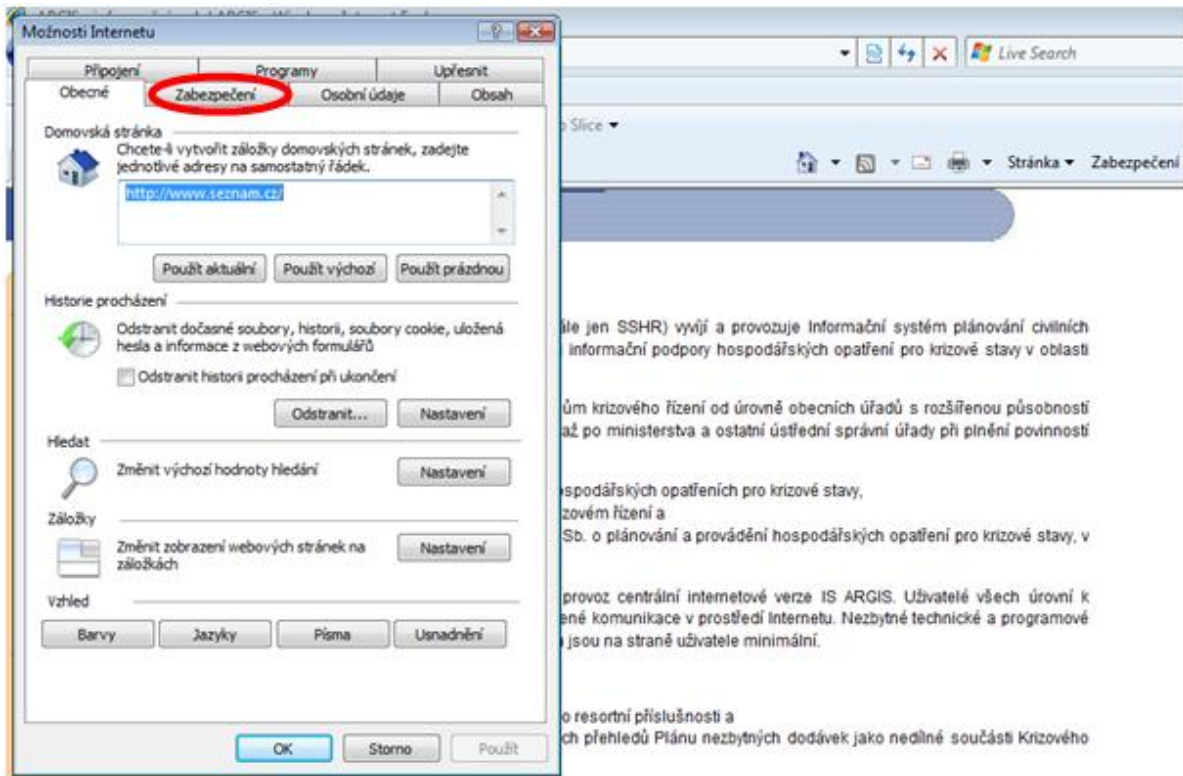 Možnosti Internetu
Live Search
Připojení Programy Upřesnit
Obecné Zabezpečení Osobní údaje Obsah
Slice
Stránka Zabezpečení
Domovská stránka
Chcete-li vytvořit záložky domovských stránek, zadejte
jednotlivé adresy na samostatný řádek.
http://www.seznam.cz/
Použít aktuální Použít výchozí Použít prázdnou
Historie procházení
Odstranit dočasné soubory, historii, soubory cookie, uložená
hesla a informace z webových formulářů
Odstranit historii procházení při ukončení
Odstranit... Nastavení
Hledat
Změnit výchozí hodnoty hledání Nastavení
Záložky
Změnit zobrazení webových stránek na
záložkách
Nastavení
Vzhled
Barvy Jazyky Písma Usnadnění
OK Storno Použít
ále jen SSHR) vyvíjí a provozuje Informační systém plánování civilních
informační podpory hospodářských opatření pro krizové stavy v oblasti
ům krizového řízení od úrovně obecních úřadů s rozšířenou působností
až po ministerstva a ostatní ústřední správní úřady při plnění povinností
ospodářských opatřeních pro krizové stavy,
zovém řízení a
Sb. o plánování a provádění hospodářských opatření pro krizové stavy, v
provoz centrální internetové verze IS ARGIS. Uživatelé všech úrovní k
ené komunikace v prostředí Internetu. Nezbytné technické a programové
jsou na straně uživatele minimální.
o resortní příslušnosti a
ch přehledů Plánu nezbytných dodávek jako nedílné součásti Krizového